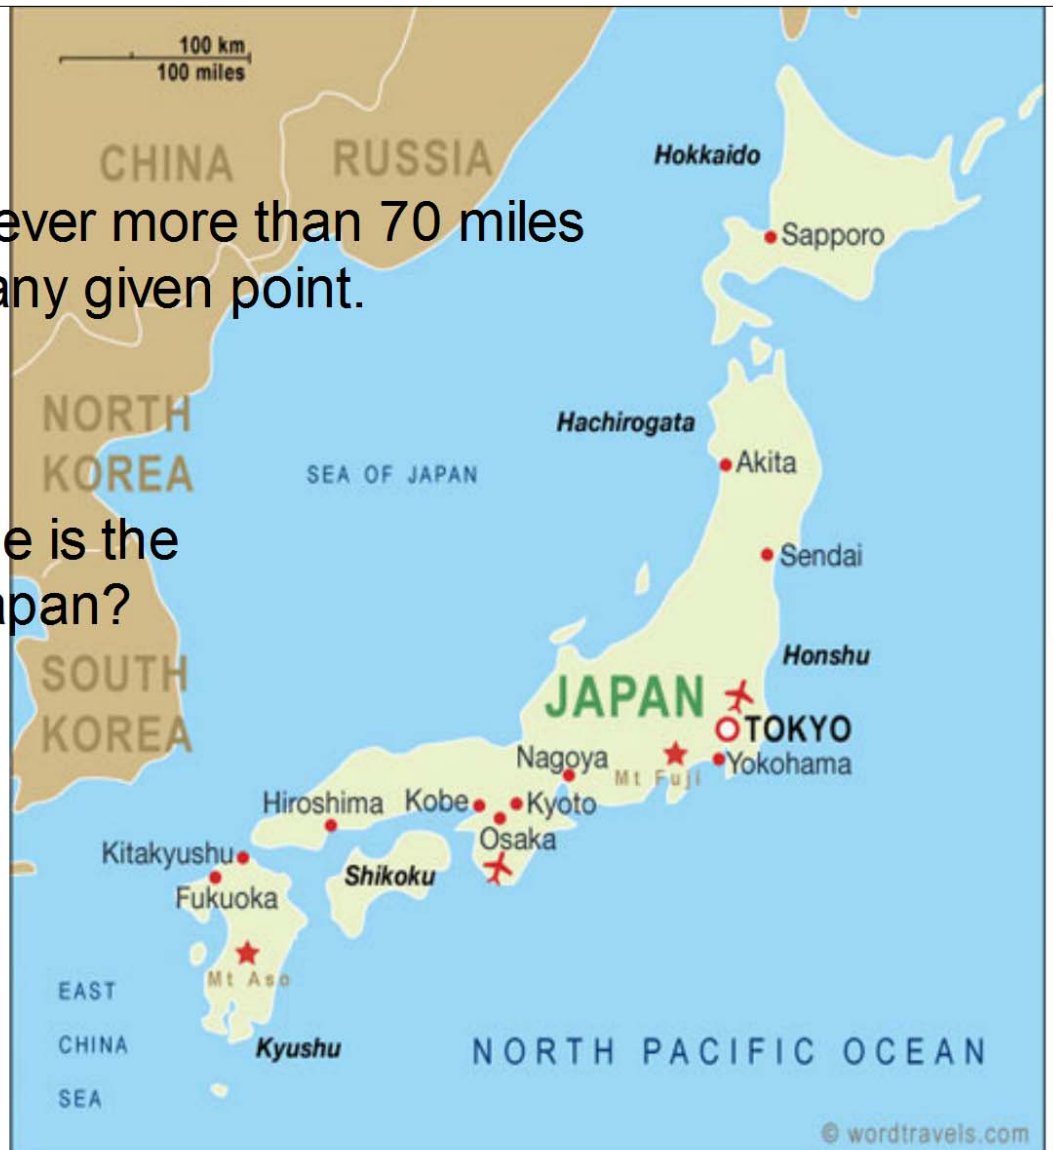 100 km
100 miles
CHINA
RUSSIA
Hokkaido
ever more than 70 miles
Sapporo
any given point.
NORTH
KOREA
Hachirogata
Akita
SEA OF JAPAN
e is the
Sendai
apan?
Honshu
SOUTH
KOREA
JAPAN
TOKYO
Nagoya
Mt Fuji
Yokohama
Hiroshima
Kobe
Kyoto
Osaka
Kitakyushu
Shikoku
Fukuoka
Mt Aso
EAST
CHINA
SEA
Kyushu
NORTH PACIFIC OCEAN
© wordtravels.com